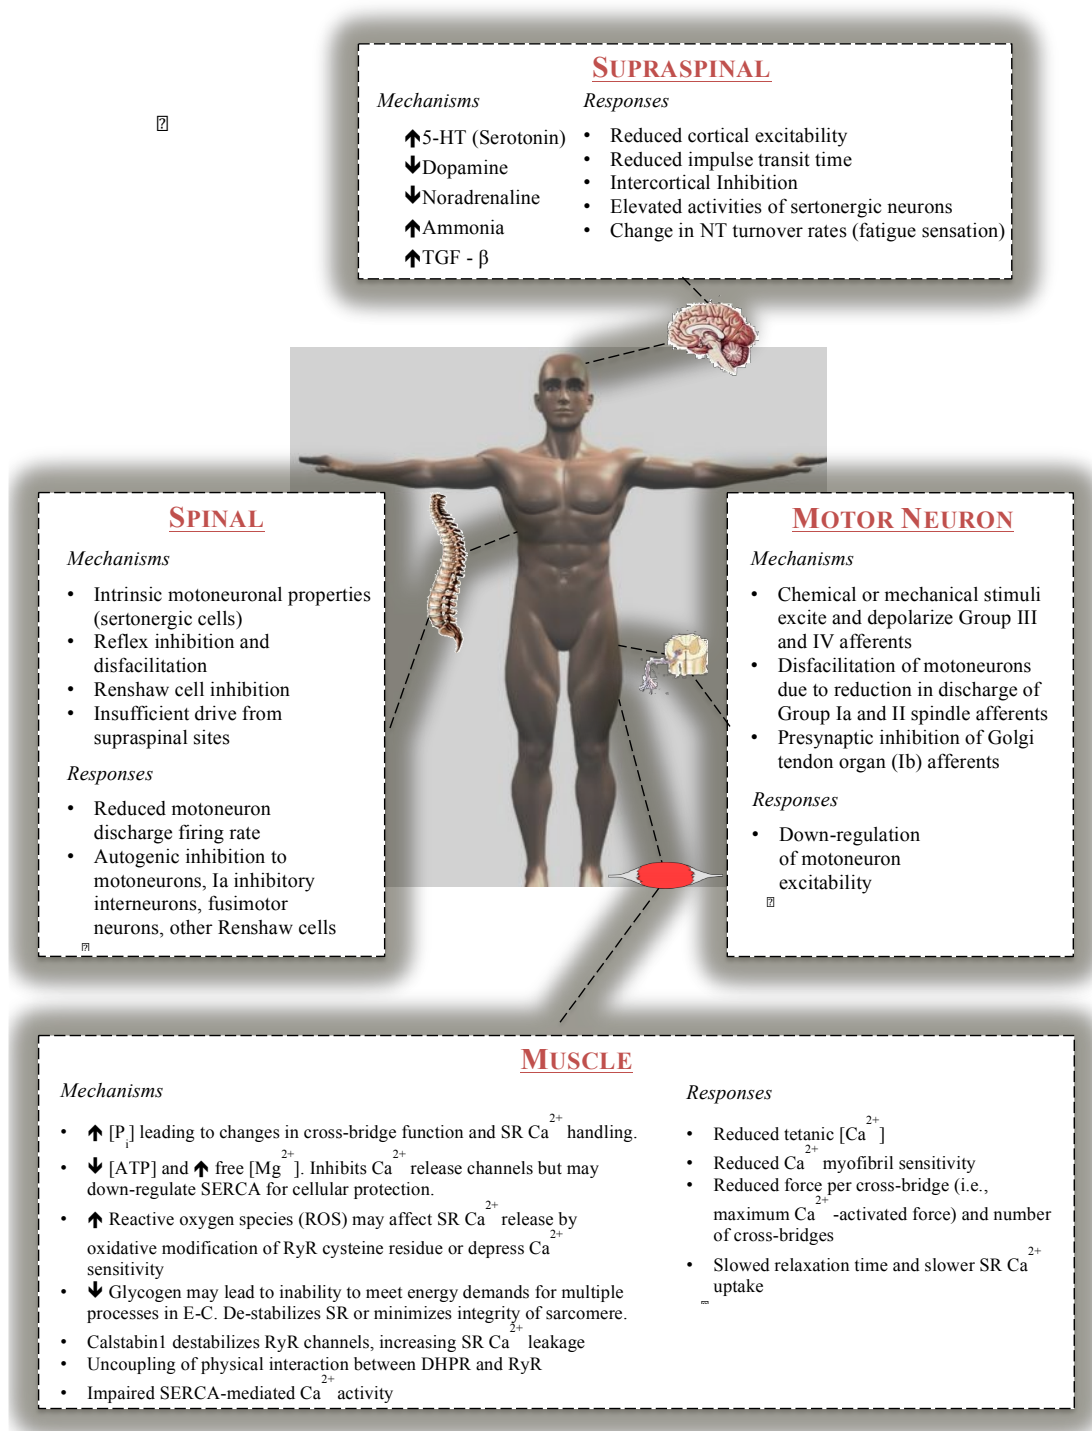 SUPRASPINAL
Mechanisms
🡹5-HT (Serotonin)
🡻Dopamine
🡻Noradrenaline
🡹Ammonia
🡹TGF - β
Responses
• Reduced cortical excitability
• Reduced impulse transit time
• Intercortical Inhibition
• Elevated activities of sertonergic neurons
• Change in NT turnover rates (fatigue sensation)
SPINAL
Mechanisms
• Intrinsic motoneuronal properties
(sertonergic cells)
• Reflex inhibition and
disfacilitation
• Renshaw cell inhibition
• Insufficient drive from
supraspinal sites
Responses
• Reduced motoneuron
discharge firing rate
• Autogenic inhibition to
motoneurons, Ia inhibitory
interneurons, fusimotor
neurons, other Renshaw cells
MOTOR NEURON
Mechanisms
• Chemical or mechanical stimuli
excite and depolarize Group III
and IV afferents
• Disfacilitation of motoneurons
due to reduction in discharge of
Group Ia and II spindle afferents
• Presynaptic inhibition of Golgi
tendon organ (Ib) afferents
Responses
• Down-regulation
of motoneuron
excitability
MUSCLE
Mechanisms
• 🡹 [Pi] leading to changes in cross-bridge function and SR Ca2+ handling.
• 🡻 [ATP] and 🡹 free [Mg2+]. Inhibits Ca2+ release channels but may
down-regulate SERCA for cellular protection.
• 🡹 Reactive oxygen species (ROS) may affect SR Ca2+ release by
oxidative modification of RyR cysteine residue or depress Ca2+
sensitivity
• 🡻 Glycogen may lead to inability to meet energy demands for multiple
processes in E-C. De-stabilizes SR or minimizes integrity of sarcomere.
• Calstabin1 destabilizes RyR channels, increasing SR Ca2+ leakage
• Uncoupling of physical interaction between DHPR and RyR
• Impaired SERCA-mediated Ca2+ activity
Responses
• Reduced tetanic [Ca2+]
• Reduced Ca2+ myofibril sensitivity
• Reduced force per cross-bridge (i.e.,
maximum Ca2+ -activated force) and number
of cross-bridges
• Slowed relaxation time and slower SR Ca2+
uptake